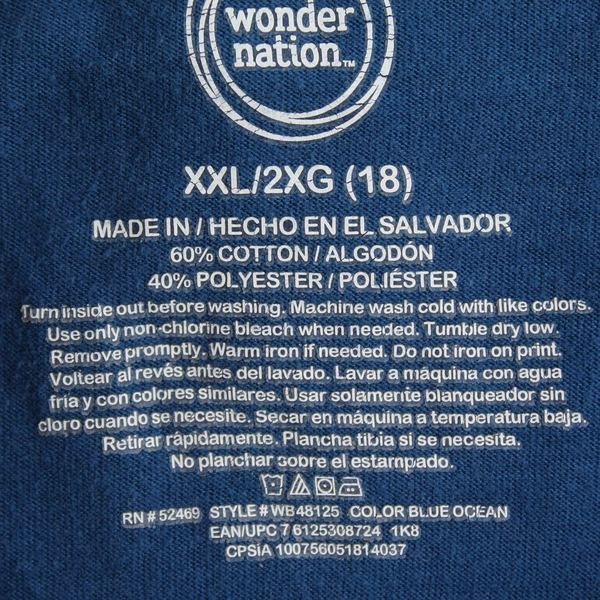 wonder
nation™
XXL/2XG (18)
MADE IN / HECHO EN EL SALVADOR
60% COTTON / ALGODÓN
40% POLYESTER / POLIÉSTER
Turn inside out before washing. Machine wash cold with like colors.
Use only non-chlorine bleach when needed. Tumble dry low.
Remove promptly. Warm iron if needed. Do not iron on print.
Voltear al revés antes del lavado. Lavar a máquina con agua
fría y con colores similares. Usar solamente blanqueador sin
cloro cuando se necesite. Secar en máquina a temperatura baja.
Retirar rápidamente. Plancha tibia si se necesita.
No planchar sobre el estampado.
RN # 52469 STYLE # WB48125 COLOR BLUE OCEAN
EAN/UPC 7 6125308724 1K8
CPSIA 100756051814037